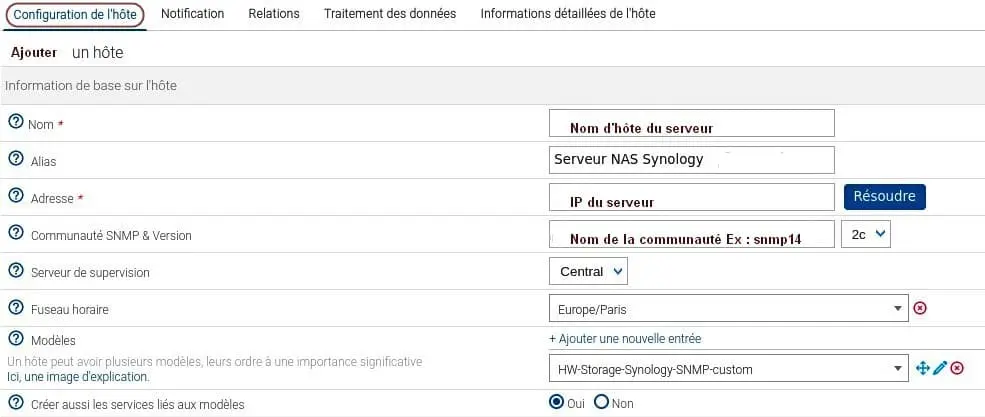 Configuration de l'hôte Notification Relations Traitement des données Informations détaillées de l'hôte
Ajouter un hôte
Information de base sur l'hôte
Nom * Nom d'hôte du serveur
Alias Serveur NAS Synology
Adresse * IP du serveur Résoudre
Communauté SNMP & Version Nom de la communauté Ex : snmp14 2c
Serveur de supervision Central
Fuseau horaire Europe/Paris
Modèles + Ajouter une nouvelle entrée
Un hôte peut avoir plusieurs modèles, leurs ordre à une importance significative
Ici, une image d'explication. HW-Storage-Synology-SNMP-custom
Créer aussi les services liés aux modèles Oui Non